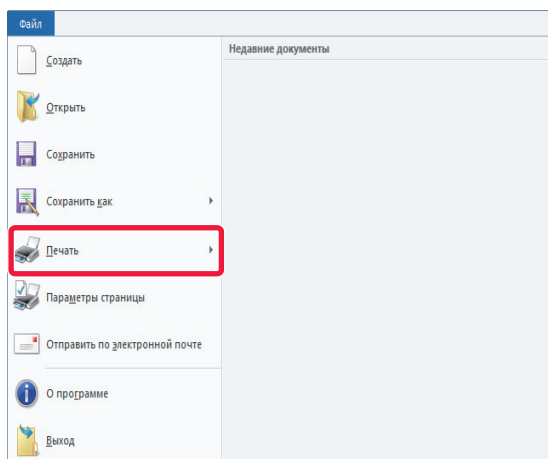 Файл
Недавние документы
Создать
Открыть
Сохранить
Сохранить как
Печать
Параметры страницы
Отправить по электронной почте
О программе
Выход